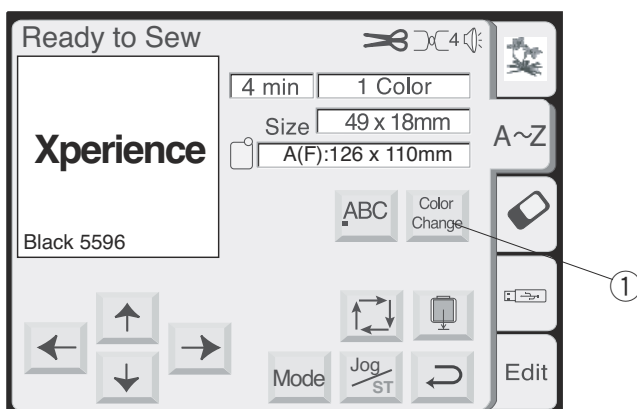 Ready to Sew
4
4 min
1 Color
Size
49 x 18mm
A(F):126 x 110mm
Xperience
Black 5596
ABC
Color
Change
Mode
Jog
ST
A~Z
Edit
1